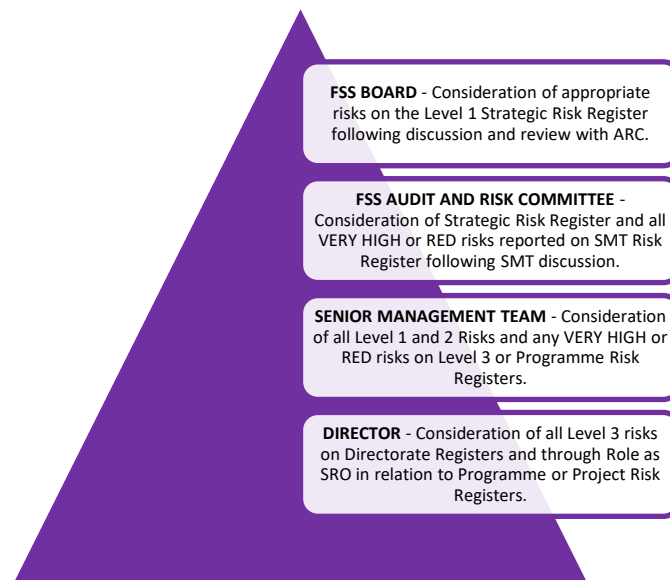 FSS BOARD - Consideration of appropriate
risks on the Level 1 Strategic Risk Register
following discussion and review with ARC.
FSS AUDIT AND RISK COMMITTEE -
Consideration of Strategic Risk Register and all
VERY HIGH or RED risks reported on SMT Risk
Register following SMT discussion.
SENIOR MANAGEMENT TEAM - Consideration
of all Level 1 and 2 Risks and any VERY HIGH or
RED risks on Level 3 or Programme Risk
Registers.
DIRECTOR - Consideration of all Level 3 risks
on Directorate Registers and through Role as
SRO in relation to Programme or Project Risk
Registers.